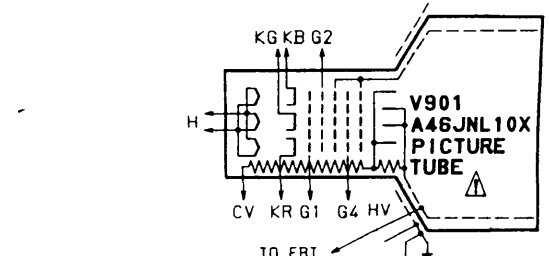 KG KB G2
H
V901
A46JNL10X
PICTURE
TUBE
CV KR G1 G4 HV
TO FBT